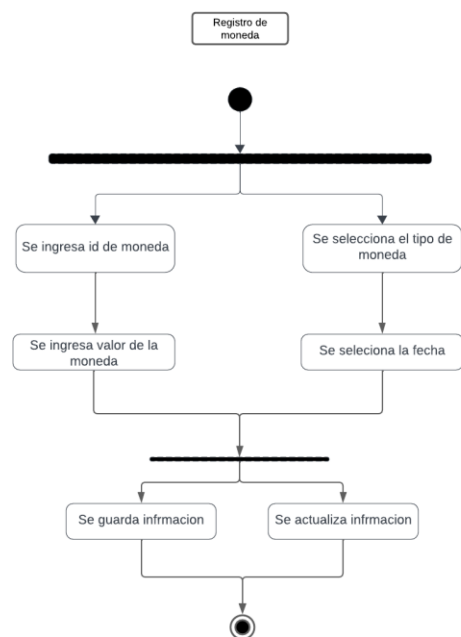 Registro de
moneda
Se ingresa id de moneda
Se selecciona el tipo de
moneda
Se ingresa valor de la
moneda
Se seleciona la fecha
Se guarda infrmacion
Se actualiza infrmacion